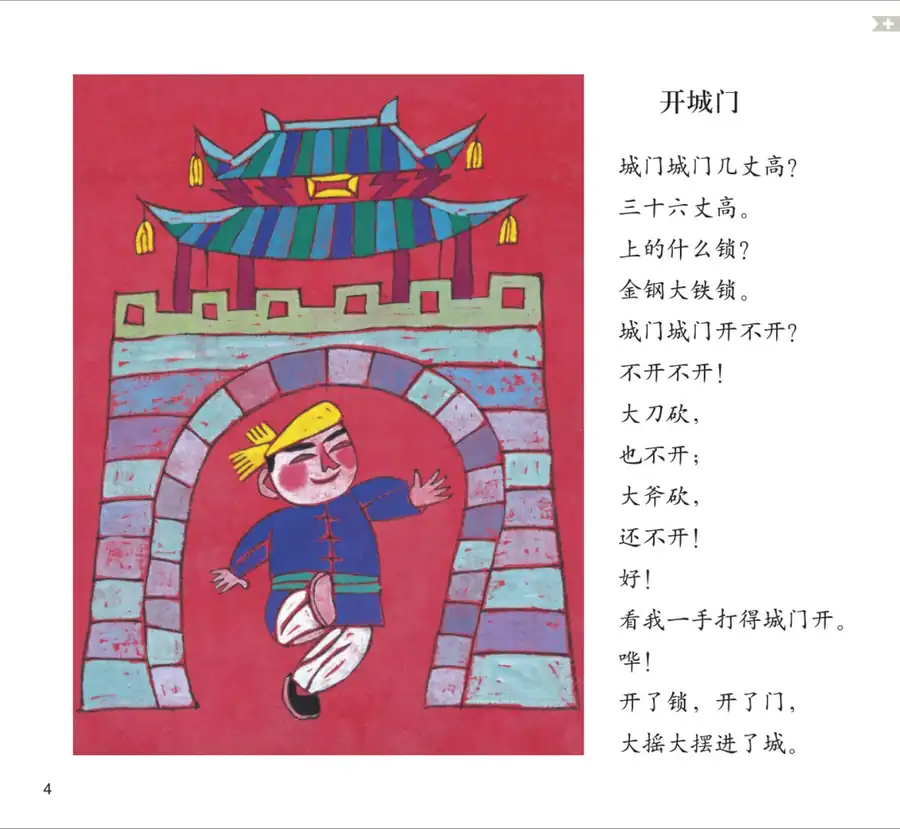 开城门
城门城门几丈高？
三十六丈高。
上的什么锁？
金钢大铁锁。
城门城门开不开？
不开不开！
大刀砍，
也不开；
大斧砍，
还不开！
好！
看我一手打得城门开。
哗！
开了锁，开了门，
大摇大摆进了城。
4